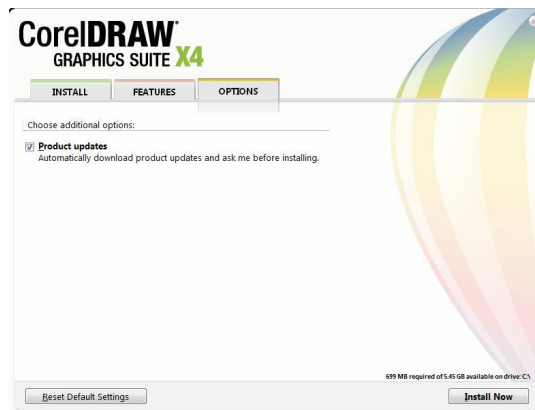 CorelDRAW
GRAPHICS SUITE X4
INSTALL FEATURES OPTIONS
Choose additional options:
Product updates
Automatically download product updates and ask me before installing.
699 MB required of 5.45 GB available on drive: C:\
Reset Default Settings Install Now